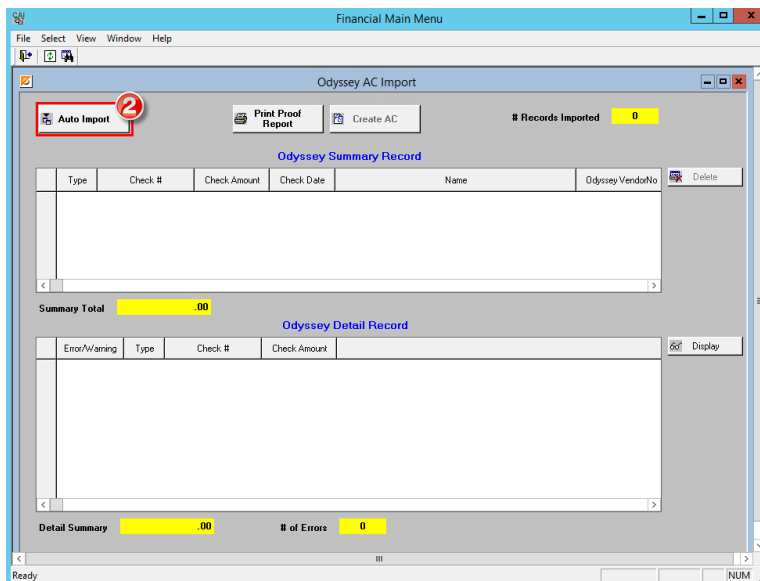 Financial Main Menu
File Select View Window Help
Odyssey AC Import
Auto Import
2
Print Proof
Report
Create AC
# Records Imported 0
Odyssey Summary Record
Type Check # Check Amount Check Date Name Odyssey VendorNo
Delete
Summary Total .00
Odyssey Detail Record
Error/Warning Type Check # Check Amount
Display
Detail Summary .00 # of Errors 0
Ready NUM